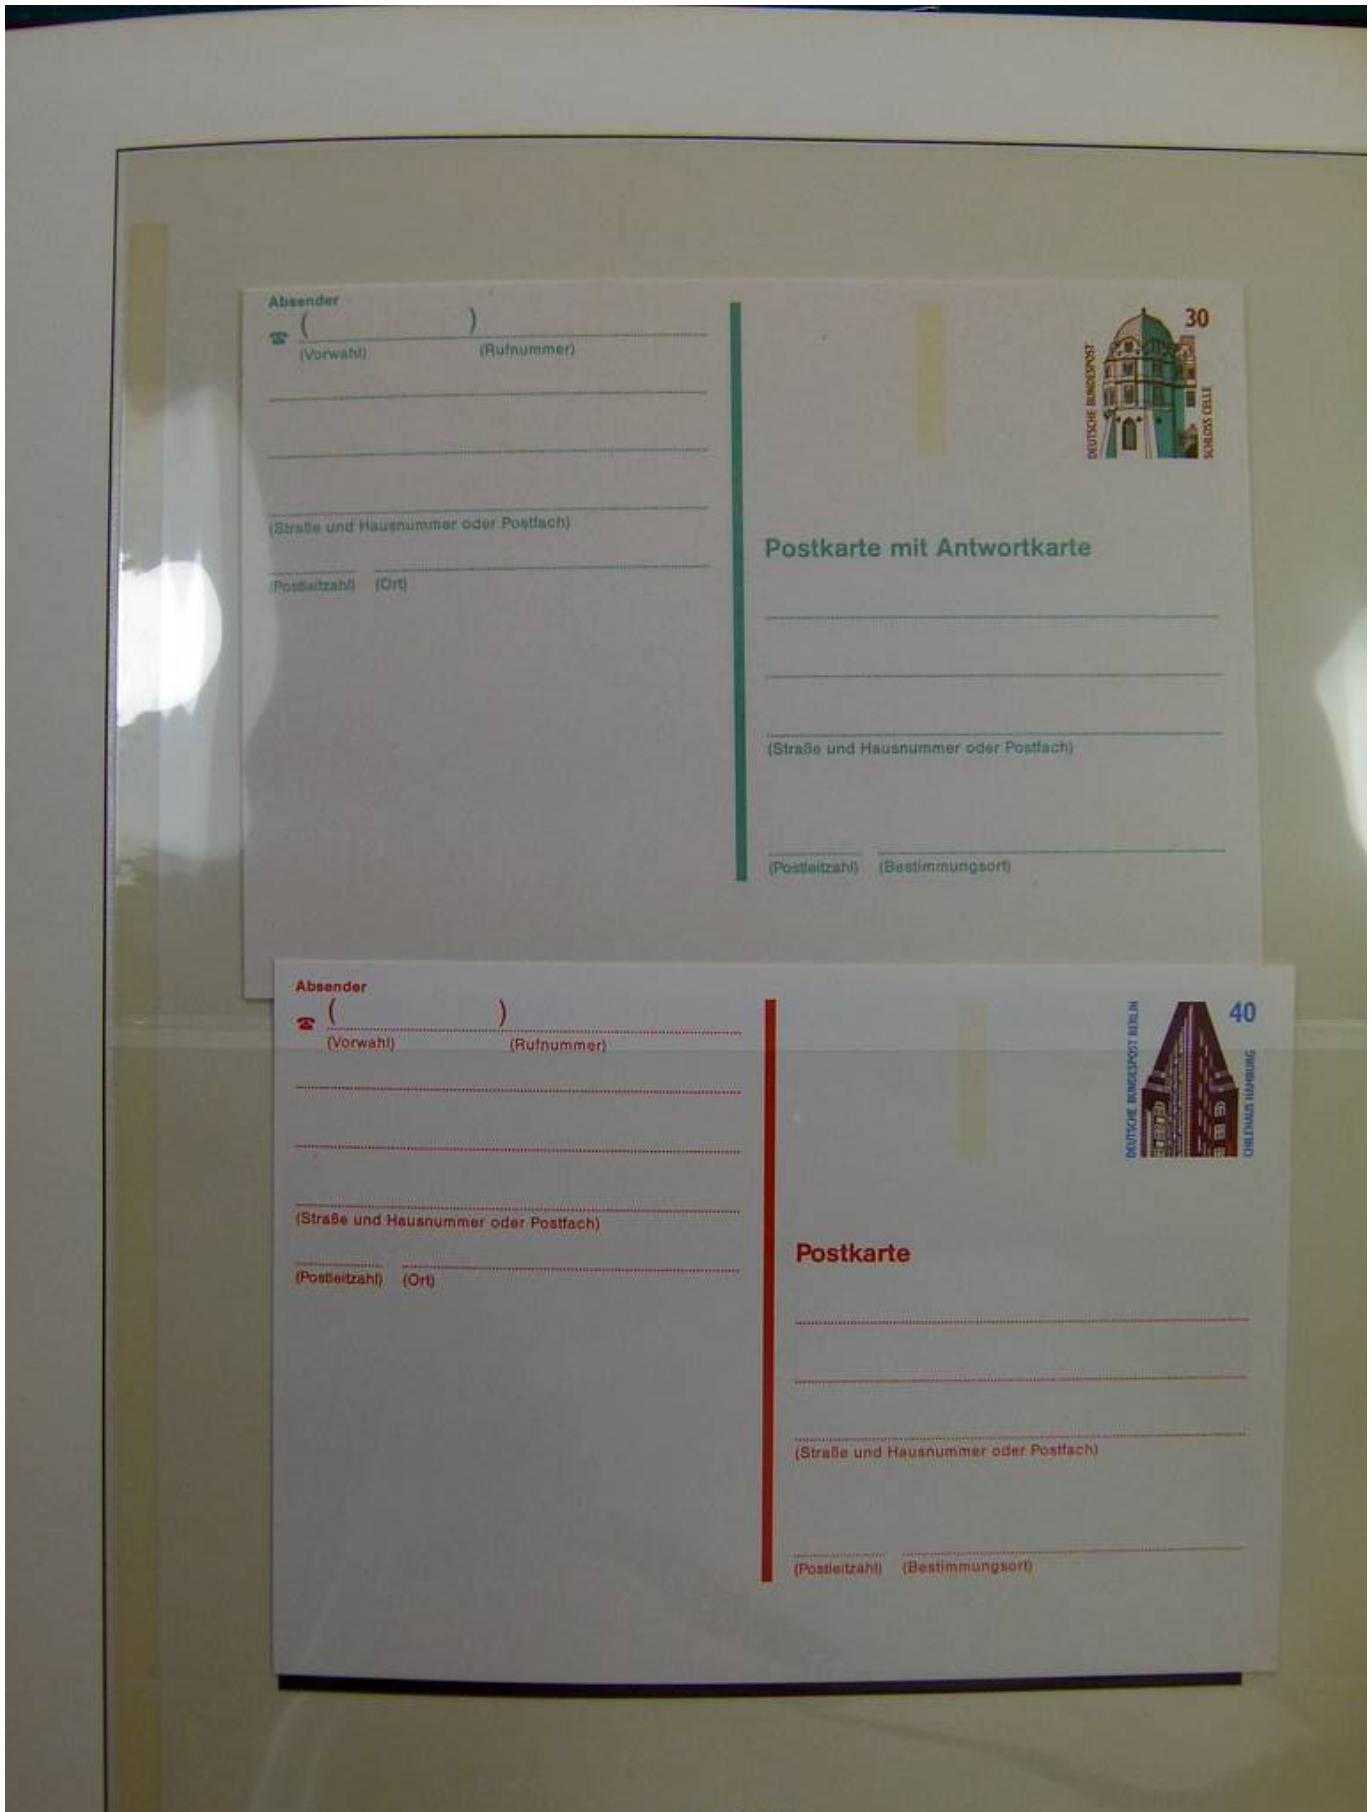 Absender
☎ ( )
(Vorwahl) (Rufnummer)
(Straße und Hausnummer oder Postfach)
(Postleitzahl) (Ort)
30
DEUTSCHE BUNDESPOST
SCHLOSS CELLE
Postkarte mit Antwortkarte
(Straße und Hausnummer oder Postfach)
(Postleitzahl) (Bestimmungsort)
Absender
☎ ( )
(Vorwahl) (Rufnummer)
(Straße und Hausnummer oder Postfach)
(Postleitzahl) (Ort)
40
DEUTSCHE BUNDESPOST BERLIN
CHILEHAUS HAMBURG
Postkarte
(Straße und Hausnummer oder Postfach)
(Postleitzahl) (Bestimmungsort)